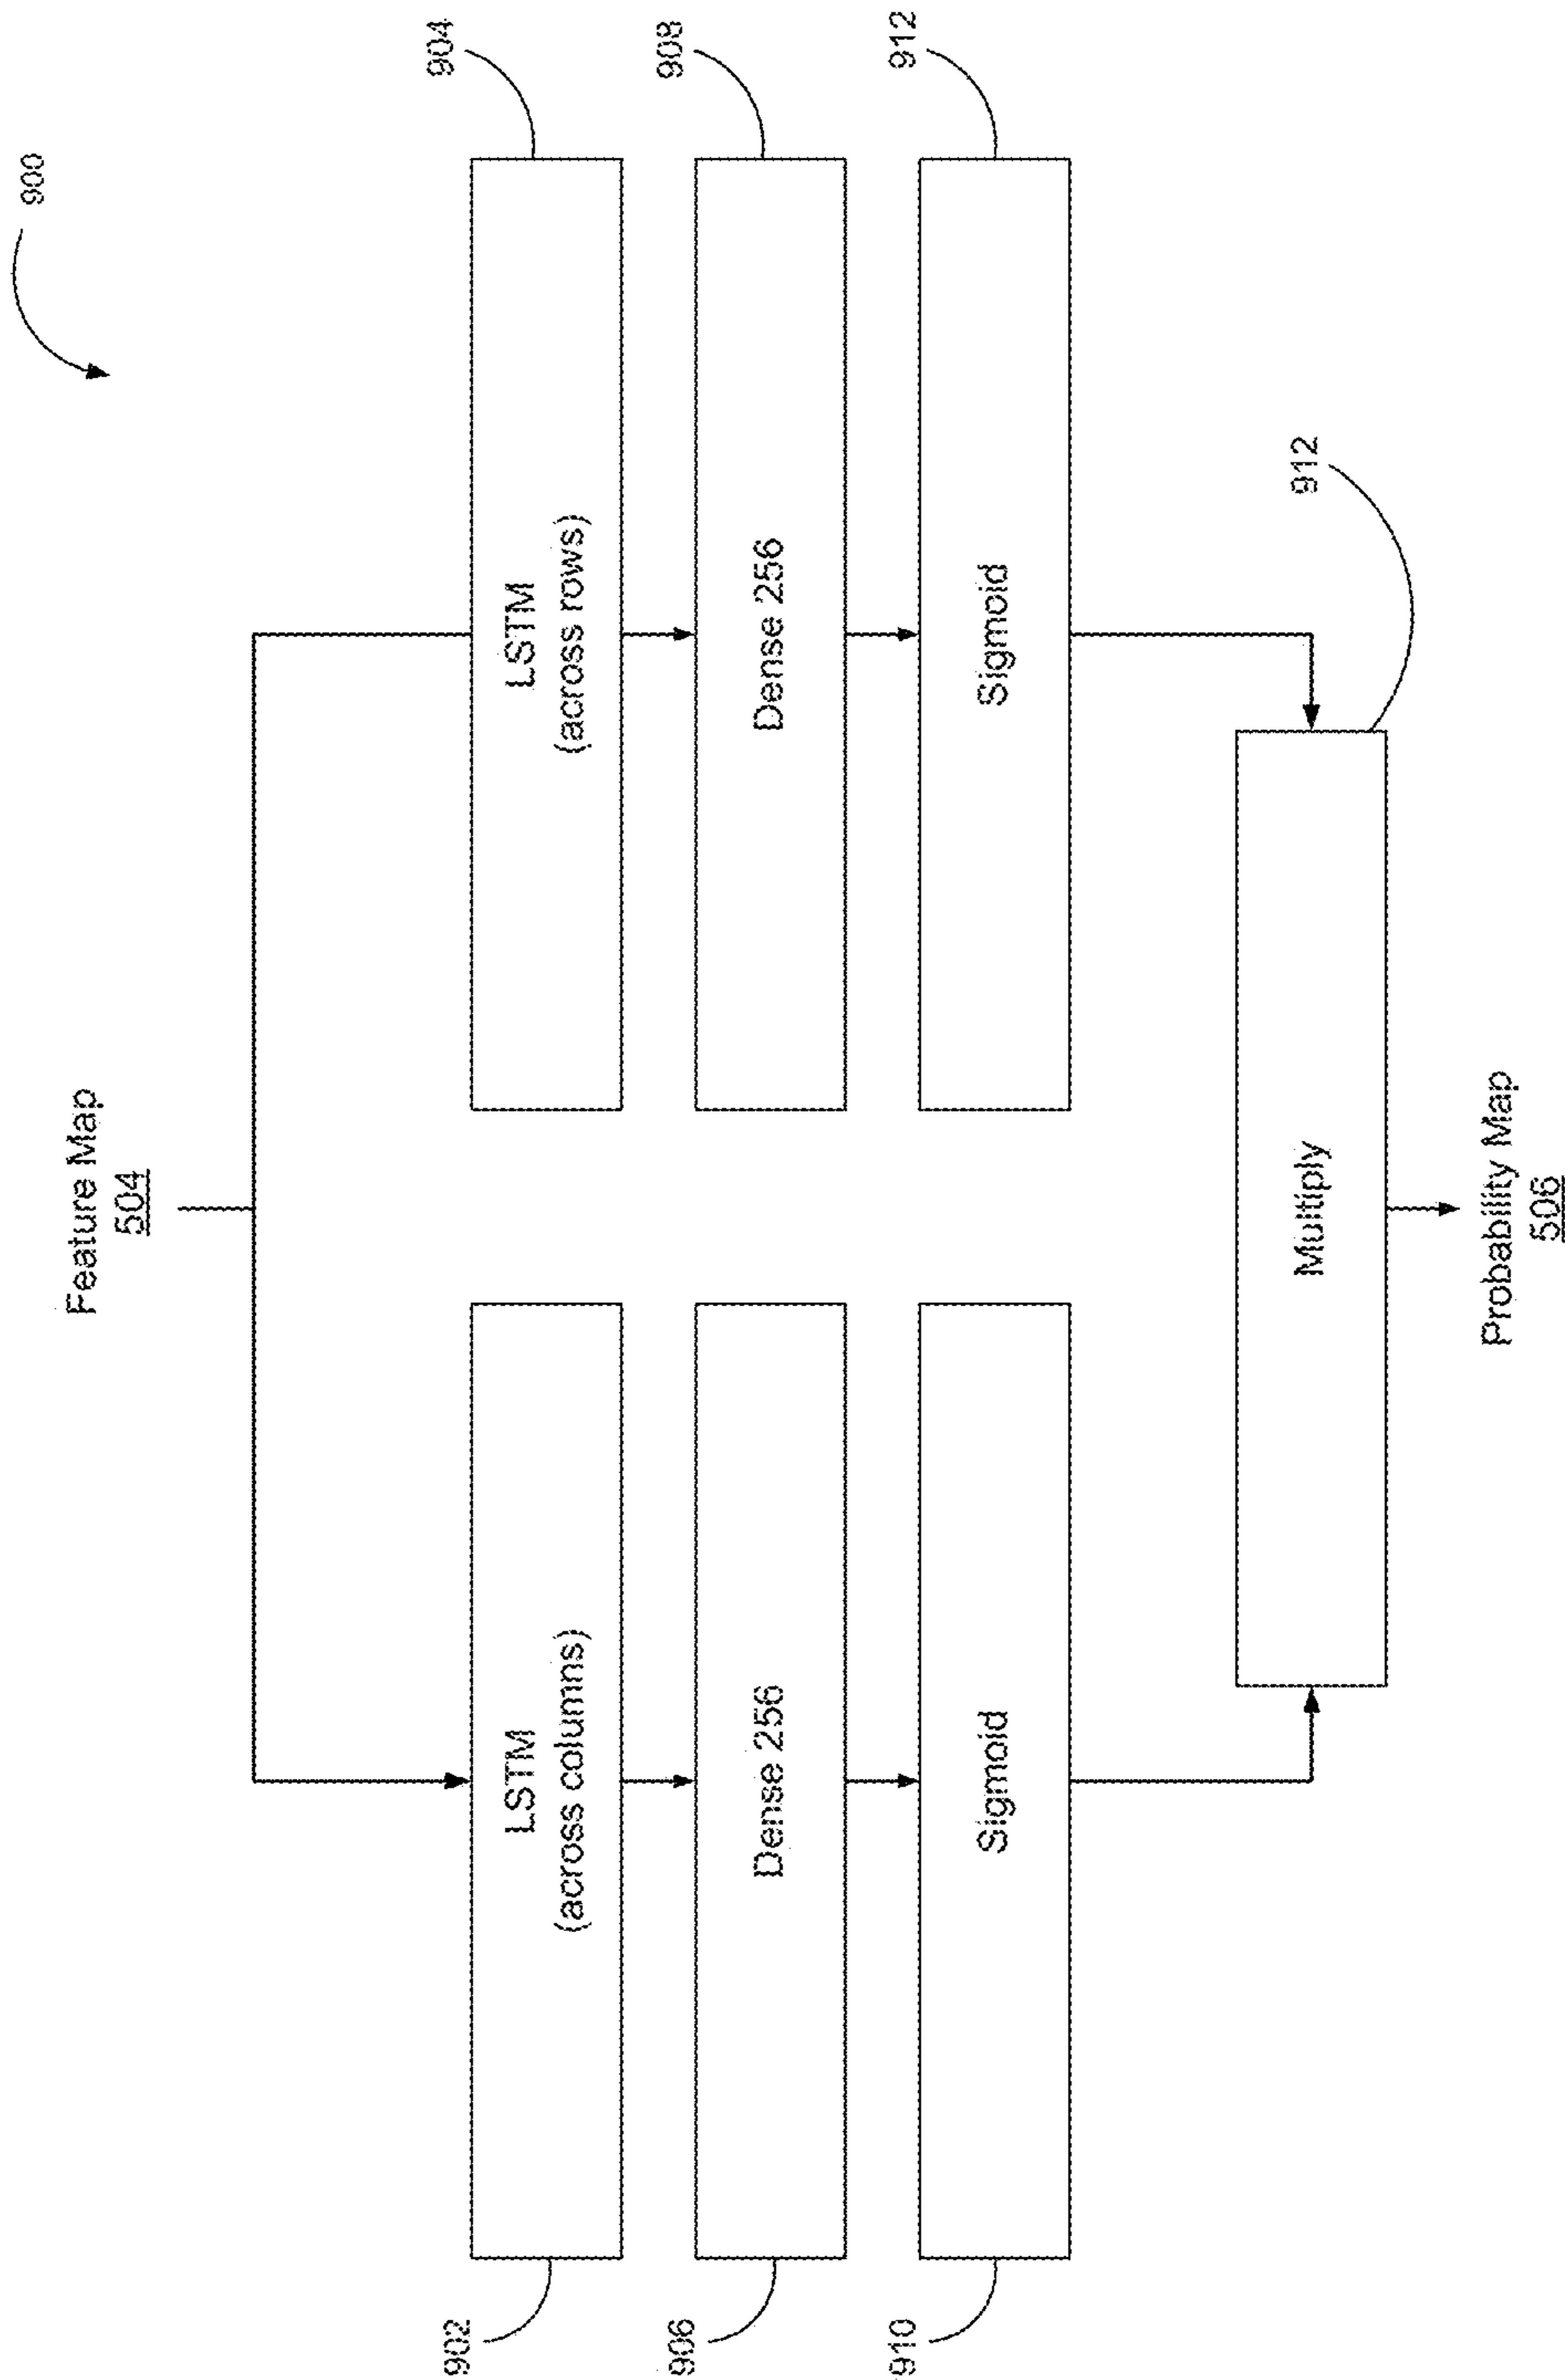 900
Feature Map
504
902
LSTM
(across columns)
LSTM
(across rows)
904
906
Dense 256
Dense 256
908
910
Sigmoid
Sigmoid
912
Multiply
912
Probability Map
506